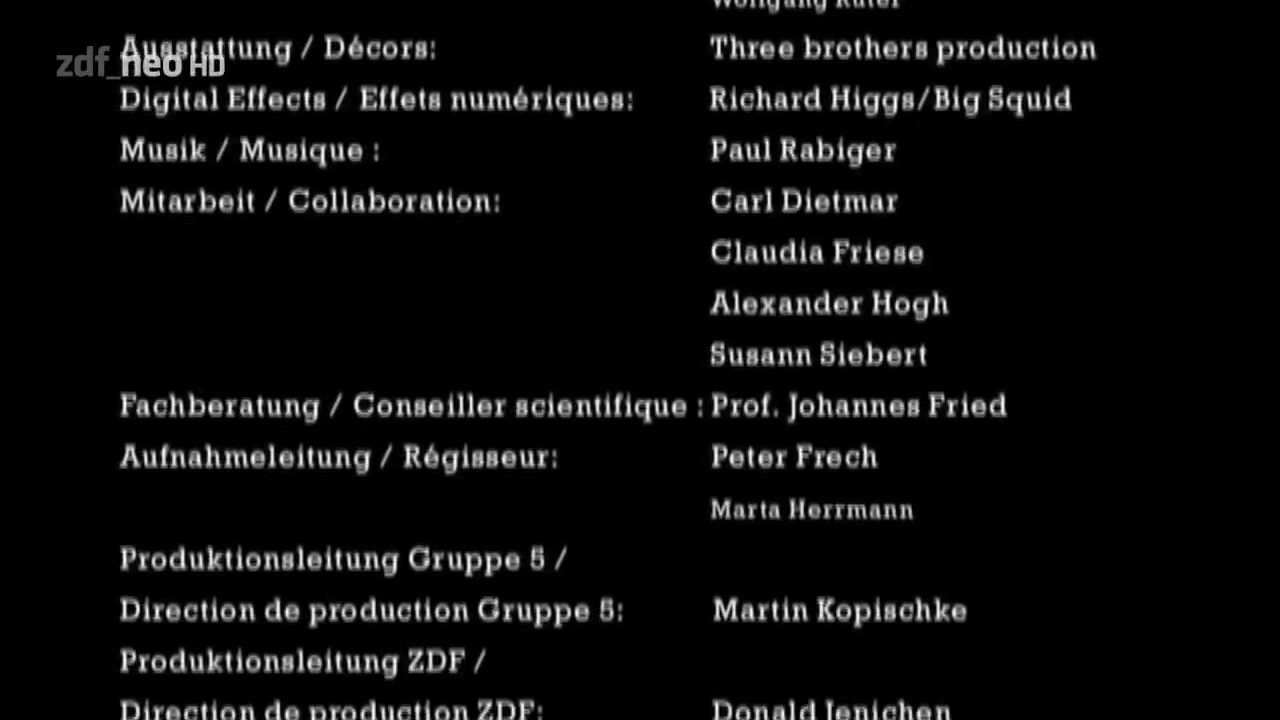 Wolfgang Kuter
Ausstattung / Décors: Three brothers production
zdf_neo HD
Digital Effects / Effets numériques: Richard Higgs/Big Squid
Musik / Musique : Paul Rabiger
Mitarbeit / Collaboration: Carl Dietmar
Claudia Friese
Alexander Hogh
Susann Siebert
Fachberatung / Conseiller scientifique : Prof. Johannes Fried
Aufnahmeleitung / Régisseur: Peter Frech
Marta Herrmann
Produktionsleitung Gruppe 5 /
Direction de production Gruppe 5: Martin Kopischke
Produktionsleitung ZDF /
Direction de production ZDF: Donald Jenichen